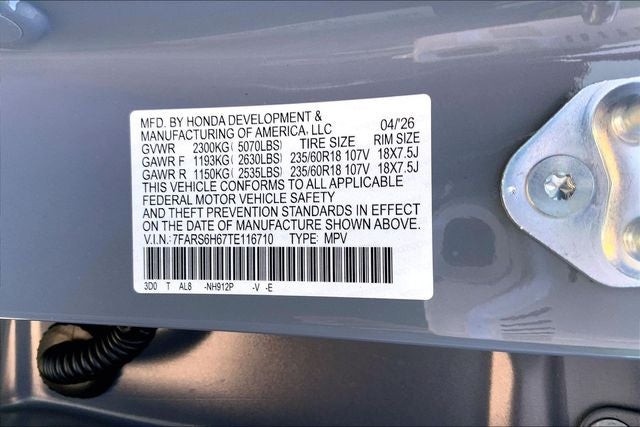 MFD. BY HONDA DEVELOPMENT &
MANUFACTURING OF AMERICA, LLC 04/'26
GVWR 2300KG ( 5070LBS) TIRE SIZE RIM SIZE
GAWR F 1193KG ( 2630LBS) 235/60R18 107V 18X7.5J
GAWR R 1150KG ( 2535LBS) 235/60R18 107V 18X7.5J
THIS VEHICLE CONFORMS TO ALL APPLICABLE
FEDERAL MOTOR VEHICLE SAFETY
AND THEFT PREVENTION STANDARDS IN EFFECT
ON THE DATE OF MANUFACTURE SHOWN ABOVE.
V.I.N.: 7FARS6H67TE116710 TYPE: MPV
3D0 T AL8 -NH912P -V -E